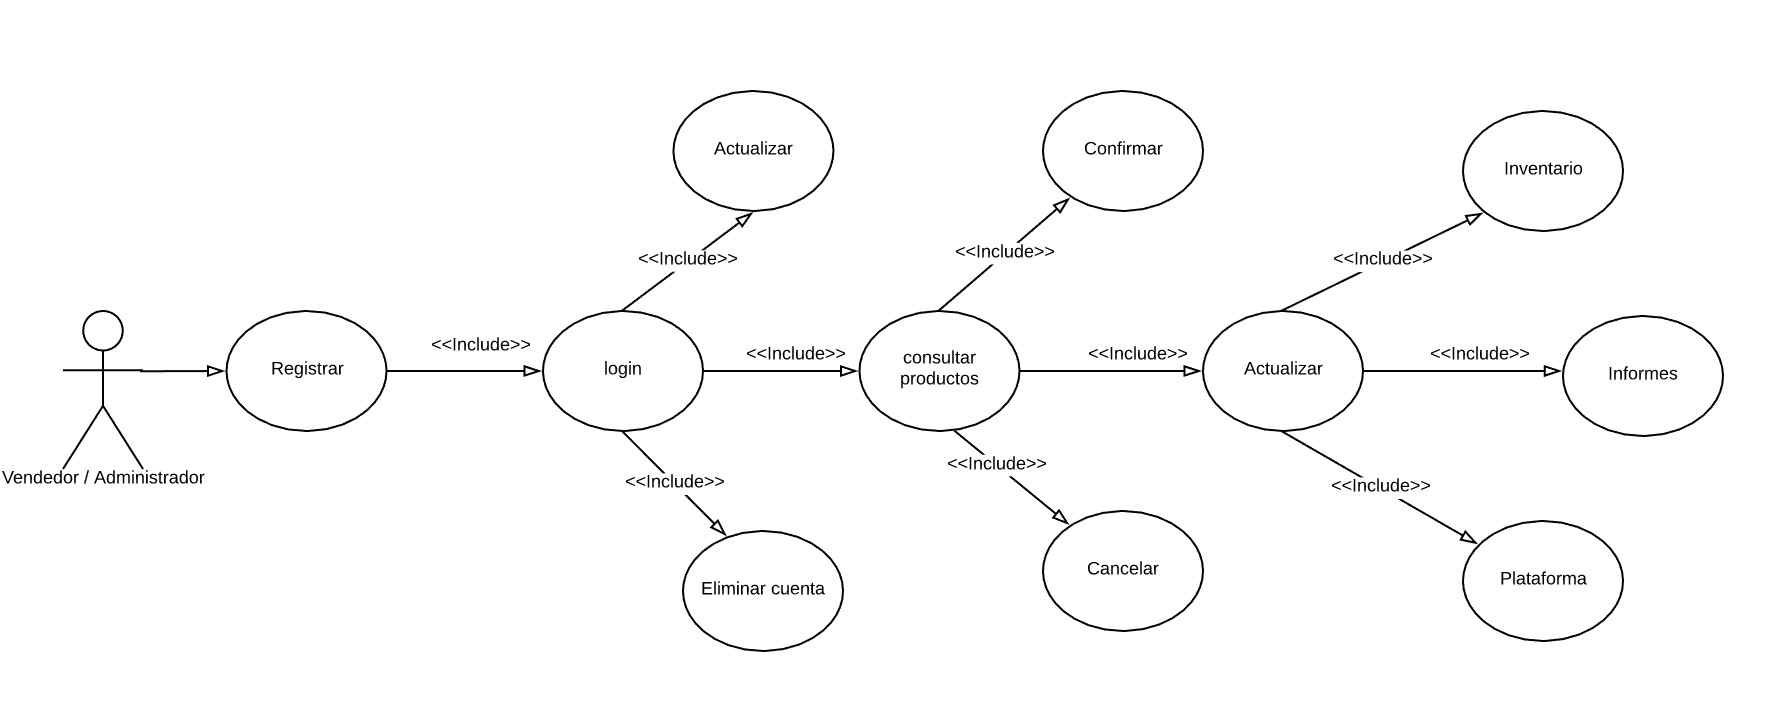 Actualizar
Confirmar
Inventario
<<Include>>
<<Include>>
<<Include>>
Registrar
<<Include>>
login
<<Include>>
consultar
productos
<<Include>>
Actualizar
<<Include>>
Informes
Vendedor / Administrador
<<Include>>
<<Include>>
<<Include>>
Eliminar cuenta
Cancelar
Plataforma